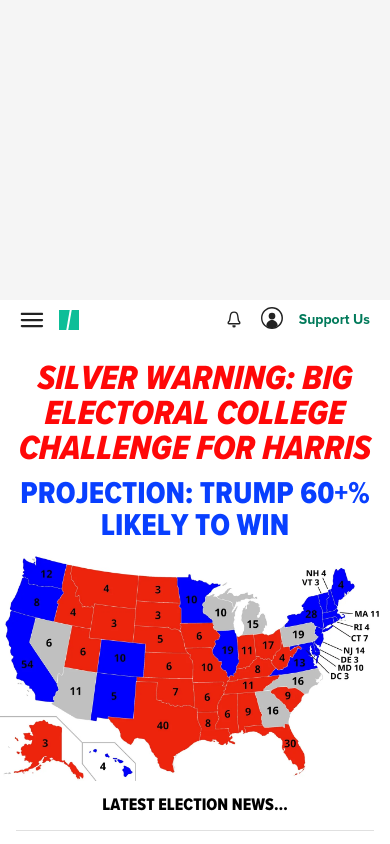 Support Us
SILVER WARNING: BIG
ELECTORAL COLLEGE
CHALLENGE FOR HARRIS
PROJECTION: TRUMP 60+%
LIKELY TO WIN
NH 4
VT 3
12
4
3
10
4
8
4
3
10
15
28
MA 11
RI 4
CT 7
6
6
5
6
19
11
17
19
NJ 14
DE 3
MD 10
DC 3
54
10
6
10
8
4
13
16
11
5
7
6
11
9
40
8
6
9
16
30
3
4
LATEST ELECTION NEWS...